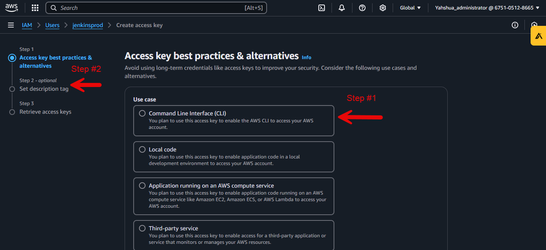 aws
Search
[Alt+S]
Global
Yahshua_administrator @ 6751-0512-8665
IAM > Users > jenkinsprod > Create access key
Step 1
Access key best practices &
alternatives
Step #2
Step 2 - optional
Set description tag
Step 3
Retrieve access keys
Access key best practices & alternatives Info
Avoid using long-term credentials like access keys to improve your security. Consider the following use cases and
alternatives.
Use case
Step #1
Command Line Interface (CLI)
You plan to use this access key to enable the AWS CLI to access your AWS
account.
Local code
You plan to use this access key to enable application code in a local
development environment to access your AWS account.
Application running on an AWS compute service
You plan to use this access key to enable application code running on an AWS
compute service like Amazon EC2, Amazon ECS, or AWS Lambda to access your
AWS account.
Third-party service
You plan to use this access key to enable access for a third-party application or
service that monitors or manages your AWS resources.